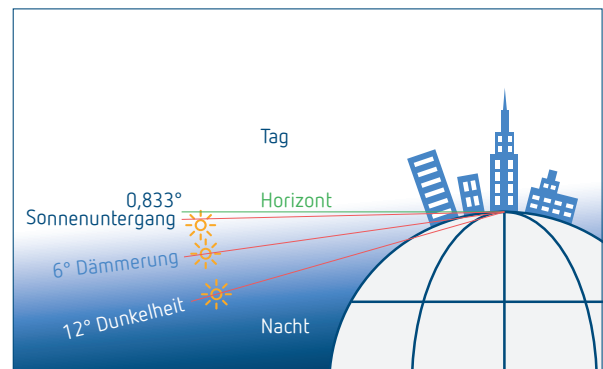 Tag
0,833°
Sonnenuntergang
Horizont
6° Dämmerung
12° Dunkelheit
Nacht